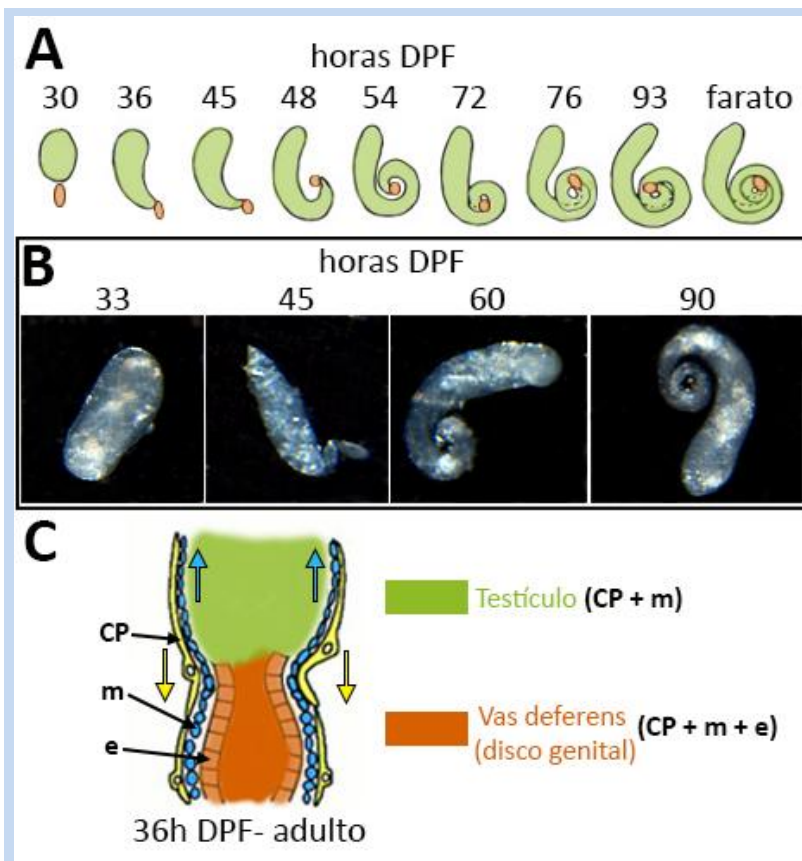 A
horas DPF
30 36 45 48 54 72 76 93 farato
B
horas DPF
33 45 60 90
C
CP
m
e
36h DPF- adulto
Testículo (CP + m)
Vas deferens (CP + m + e)
(disco genital)